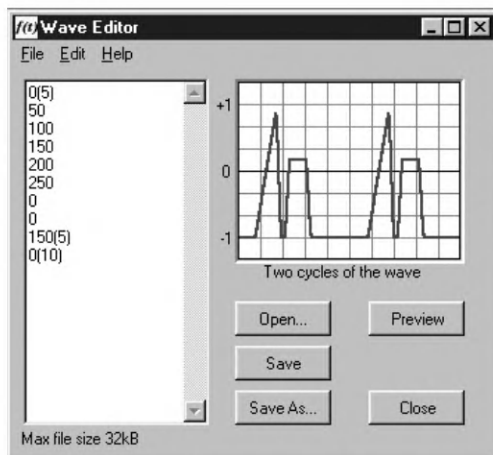 f(t) Wave Editor
File Edit Help
0(5)
50
100
150
200
250
0
0
150(5)
0(10)
+1
0
-1
Two cycles of the wave
Open... Preview
Save
Save As... Close
Max file size 32kB